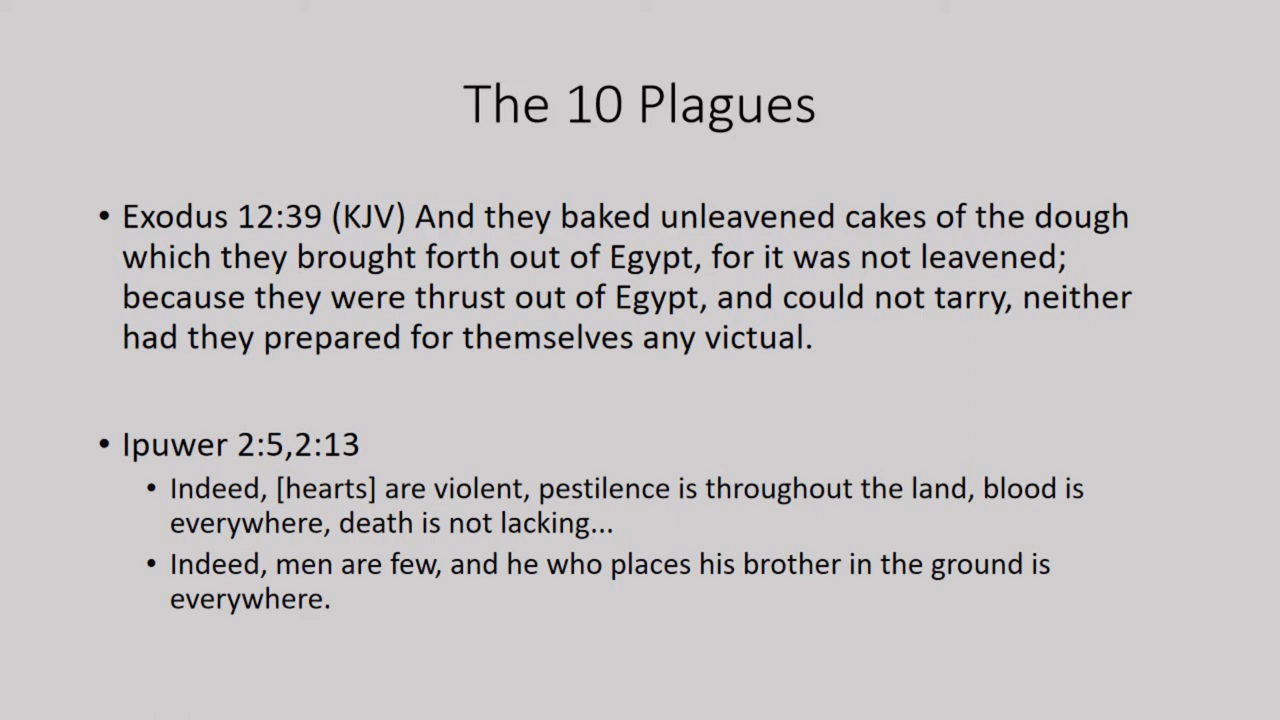 The 10 Plagues
• Exodus 12:39 (KJV) And they baked unleavened cakes of the dough
which they brought forth out of Egypt, for it was not leavened;
because they were thrust out of Egypt, and could not tarry, neither
had they prepared for themselves any victual.
• Ipuwer 2:5,2:13
• Indeed, [hearts] are violent, pestilence is throughout the land, blood is
everywhere, death is not lacking...
• Indeed, men are few, and he who places his brother in the ground is
everywhere.